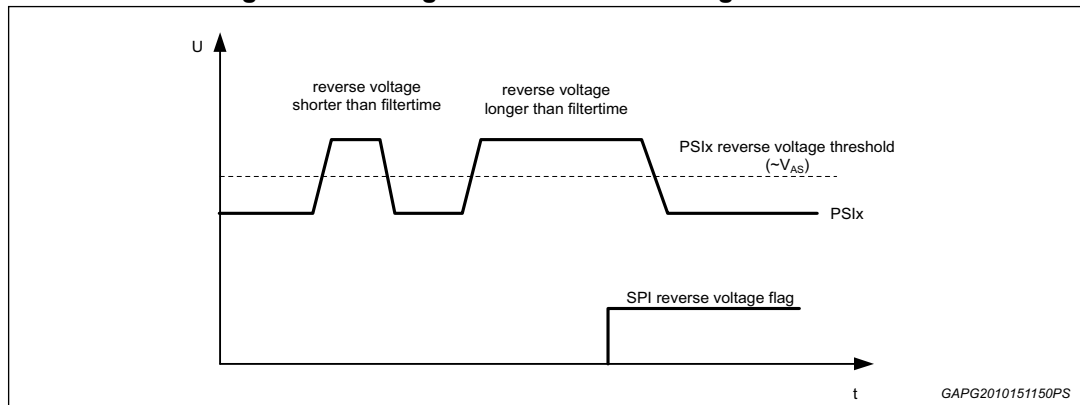 U
reverse voltage
shorter than filtertime
reverse voltage
longer than filtertime
PSIx reverse voltage threshold
(~VAS)
PSIx
SPI reverse voltage flag
t
GAPG2010151150PS